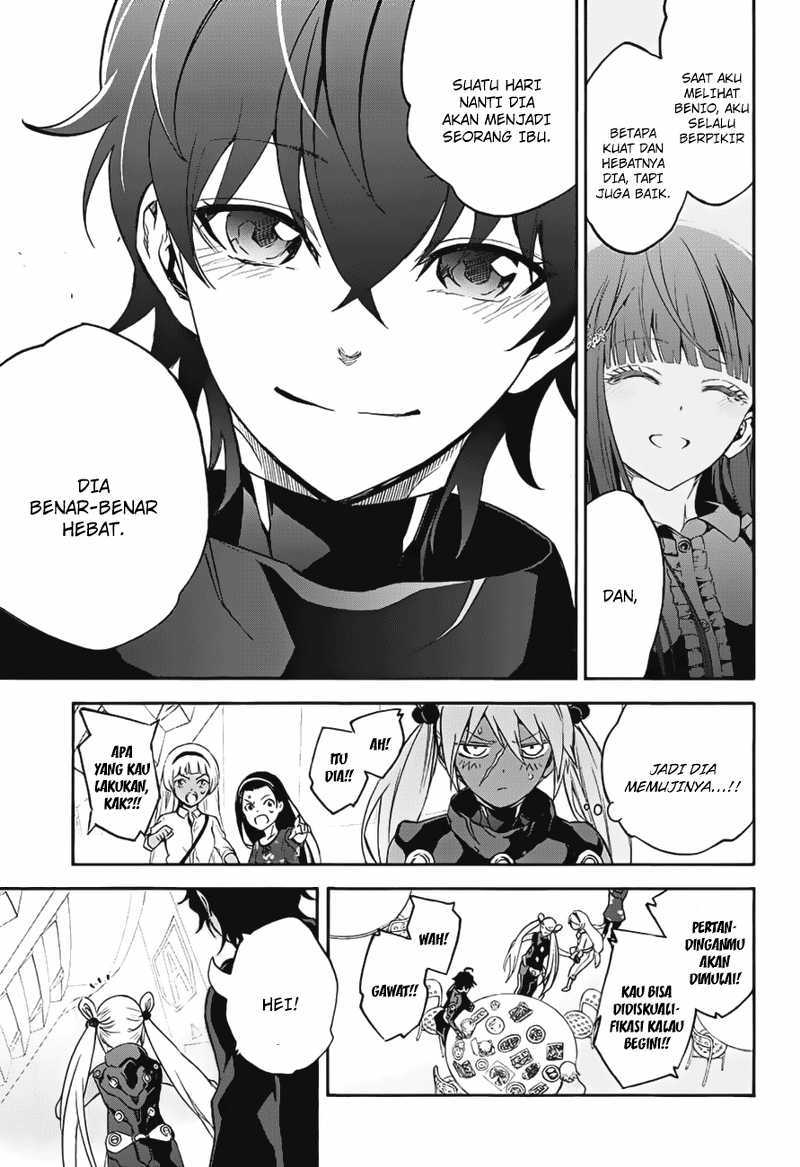 SAAT AKU
MELIHAT
BENIO, AKU
SELALU
BERPIKIR
BETAPA
KUAT DAN
HEBATNYA
DIA, TAPI
JUGA BAIK.
DAN,
SUATU HARI
NANTI DIA
AKAN MENJADI
SEORANG IBU.
DIA
BENAR-BENAR
HEBAT.
JADI DIA
MEMUJINYA...!!
AH!
ITU
DIA!!
APA
YANG KAU
LAKUKAN,
KAK?!!
PERTAN-
DINGANMU
AKAN
DIMULAI!
KAU BISA
DIDISKUALI-
FIKASI KALAU
BEGINI!!
WAH!
GAWAT!!
HEI!